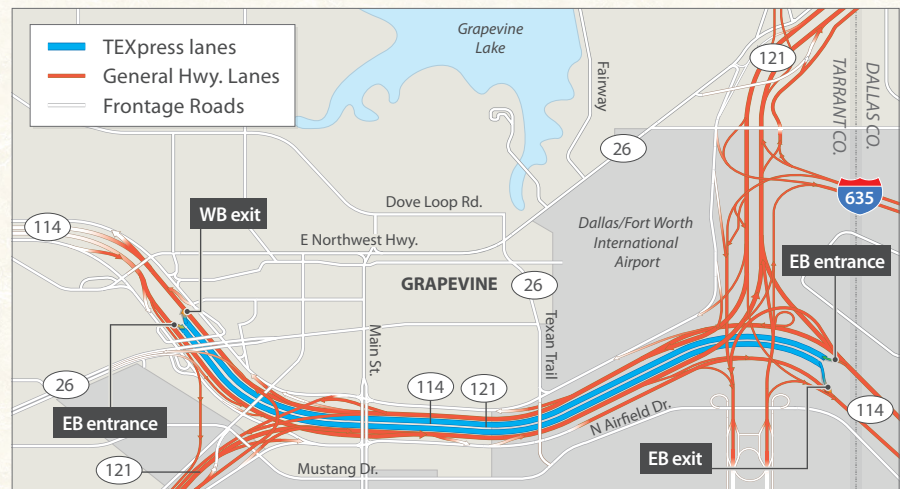 TEXpress lanes
General Hwy. Lanes
Frontage Roads
Grapevine
Lake
Fairway
121
TARRANT CO.
DALLAS CO.
26
635
WB exit
114
Dove Loop Rd.
E Northwest Hwy.
Dallas/Fort Worth
International
Airport
EB entrance
GRAPEVINE
26
Texan Trail
Main St.
26
EB entrance
114
121
N Airfield Dr.
114
EB exit
121
Mustang Dr.